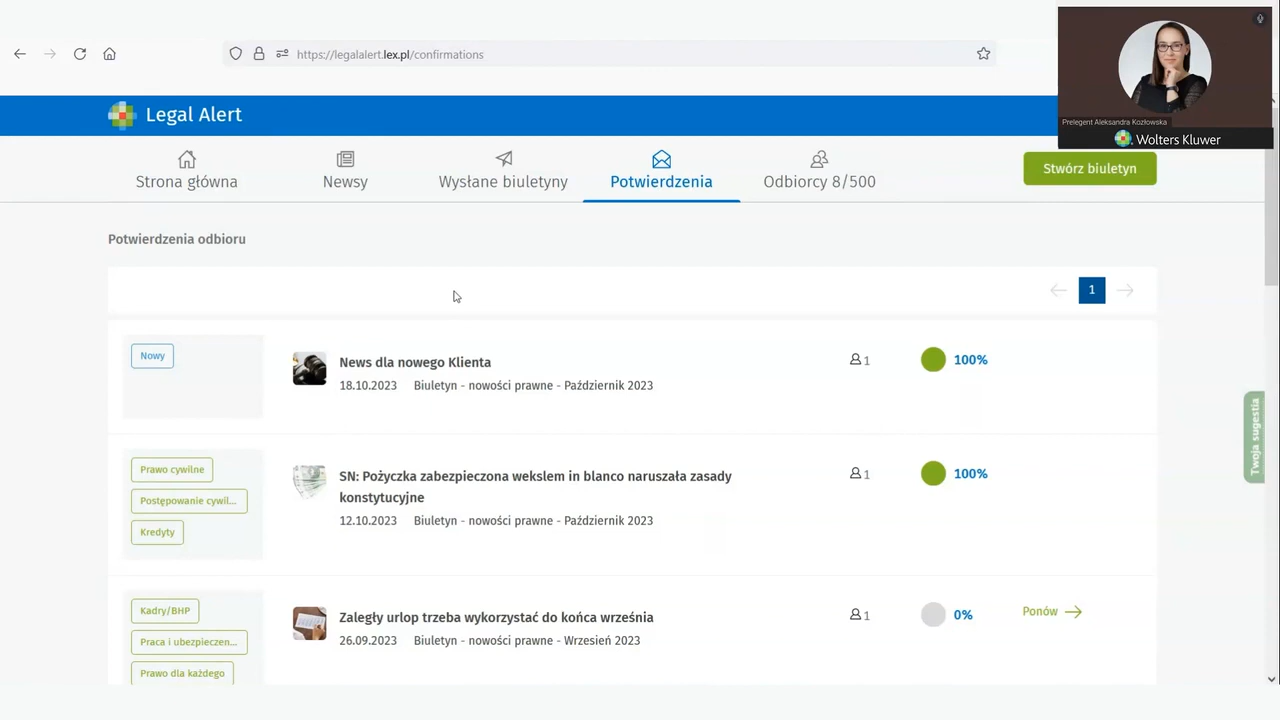 https://legalalert.lex.pl/confirmations
Prelegent Aleksandra Kozłowska
Wolters Kluwer
Legal Alert
Strona główna
Newsy
Wysłane biuletyny
Potwierdzenia
Odbiorcy 8/500
Stwórz biuletyn
Potwierdzenia odbioru
1
Nowy
News dla nowego Klienta
18.10.2023 Biuletyn - nowości prawne - Październik 2023
1
100%
Prawo cywilne
Postępowanie cywil...
Kredyty
SN: Pożyczka zabezpieczona wekslem in blanco naruszała zasady
konstytucyjne
12.10.2023 Biuletyn - nowości prawne - Październik 2023
1
100%
Kadry/BHP
Praca i ubezpieczen...
Prawo dla każdego
Zaległy urlop trzeba wykorzystać do końca września
26.09.2023 Biuletyn - nowości prawne - Wrzesień 2023
1
0%
Ponów
Twoja sugestia